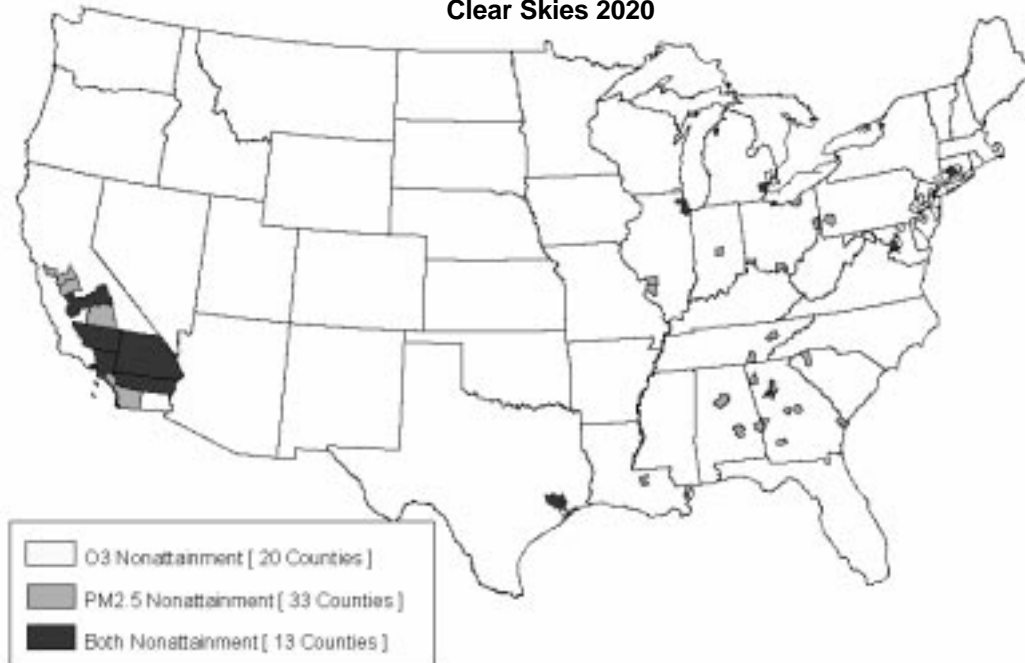 Clear Skies 2020
O3 Nonattainment [ 20 Counties ]
PM2.5 Nonattainment [ 33 Counties ]
Both Nonattainment [ 13 Counties ]